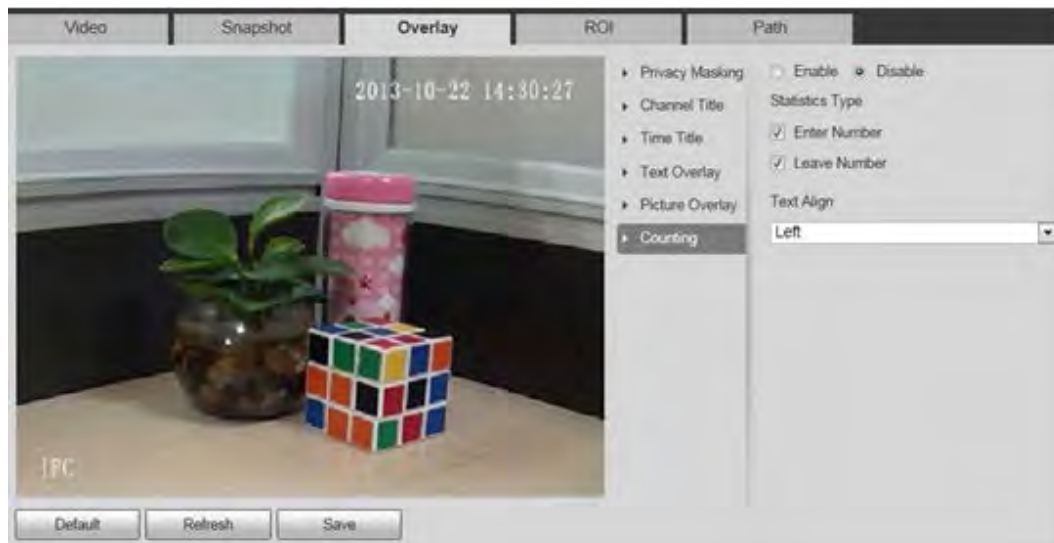 Video Snapshot Overlay ROI Path
2013-10-22 14:30:27
IPC
Privacy Masking
Channel Title
Time Title
Text Overlay
Picture Overlay
Counting
Enable Disable
Statistics Type
Enter Number
Leave Number
Text Align
Left
Default Refresh Save